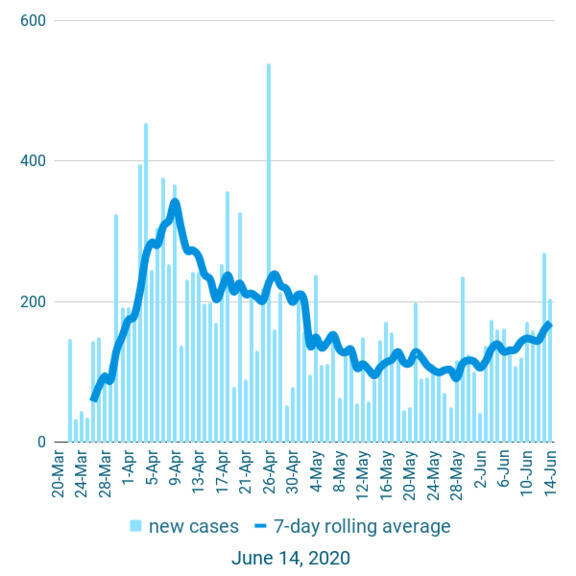 600
400
200
0
20-Mar
24-Mar
28-Mar
1-Apr
5-Apr
9-Apr
13-Apr
17-Apr
21-Apr
26-Apr
30-Apr
4-May
8-May
12-May
16-May
20-May
24-May
28-May
2-Jun
6-Jun
10-Jun
14-Jun
new cases 7-day rolling average
June 14, 2020